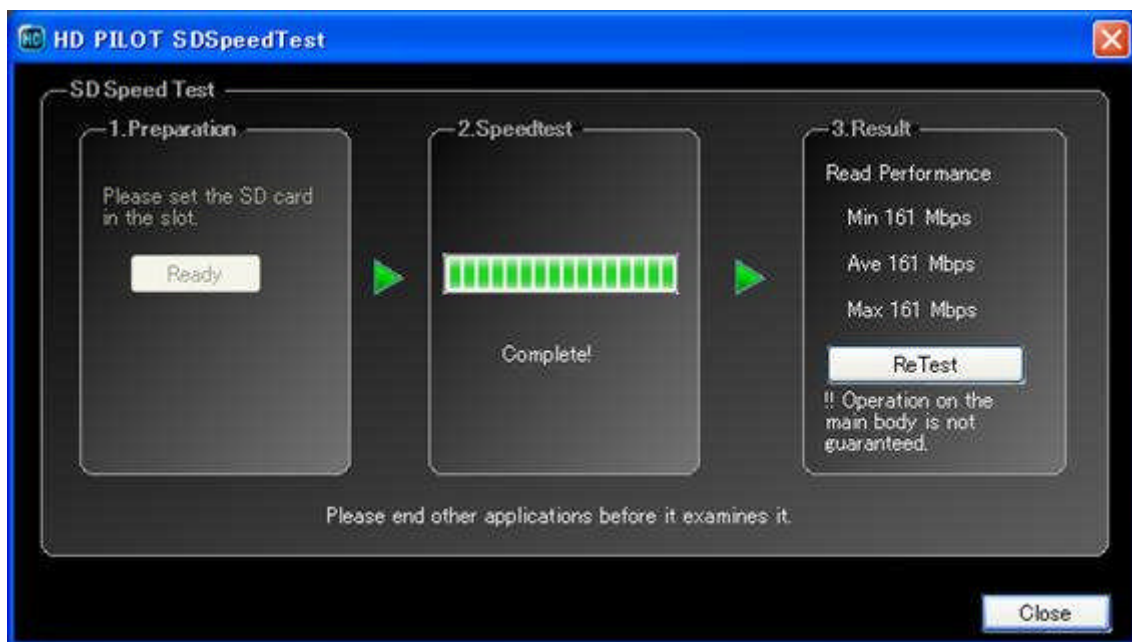 HD PILOT SDSpeedTest
SD Speed Test
1.Preparation
Please set the SD card
in the slot.
Ready
2.Speedtest
Complete!
3.Result
Read Performance
Min 161 Mbps
Ave 161 Mbps
Max 161 Mbps
ReTest
!! Operation on the
main body is not
guaranteed.
Please end other applications before it examines it.
Close